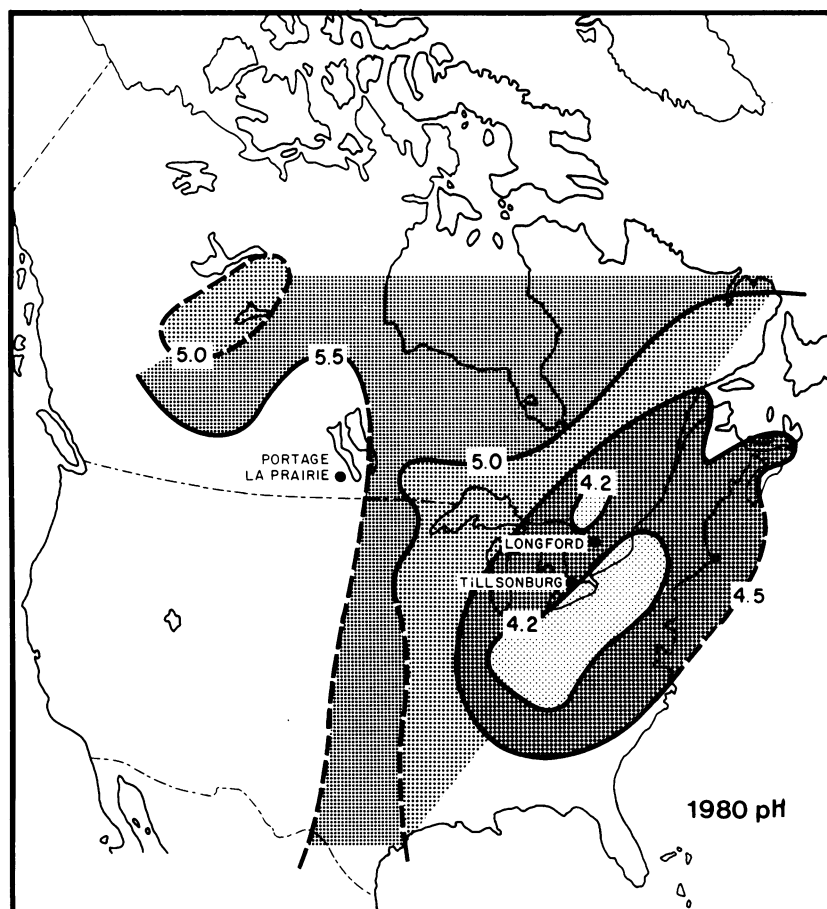 5.0
5.5
PORTAGE
LA PRAIRIE
5.0
4.2
LONGFORD
TiLLSONBURG
4.5
4.2
1980 pH